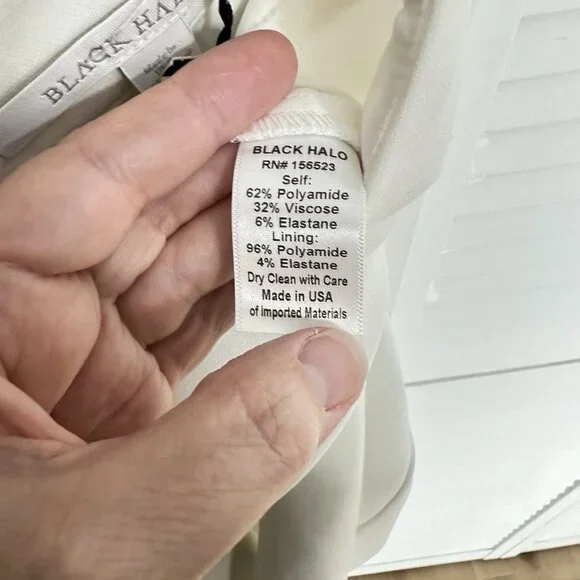 BLACK HA
BLACK HALO
RN# 156523
Self:
62% Polyamide
32% Viscose
6% Elastane
Lining:
96% Polyamide
4% Elastane
Dry Clean with Care
Made in USA
of imported Materials